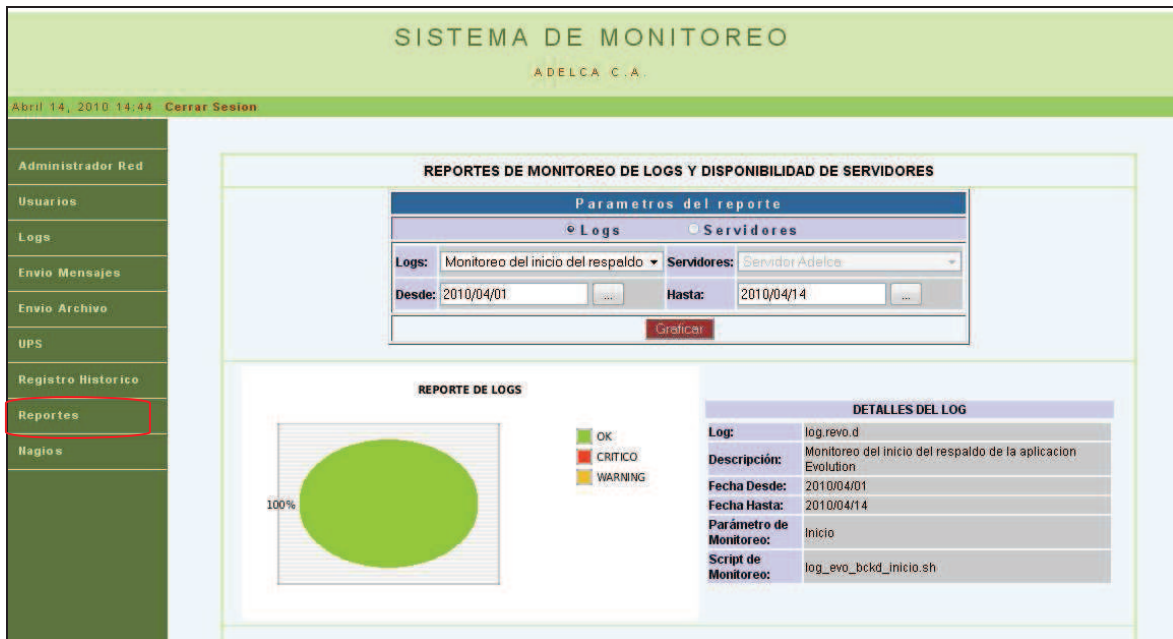 SISTEMA DE MONITOREO
ADELCA C.A.
Abril 14, 2010 14:44 Cerrar Sesion
Administrador Red
Usuarios
Logs
Envio Mensajes
Envio Archivo
UPS
Registro Historico
Reportes
Nagios
REPORTES DE MONITOREO DE LOGS Y DISPONIBILIDAD DE SERVIDORES
Parametros del reporte
Logs Servidores
Logs: Monitoreo del inicio del respaldo Servidores: Servidor Adelca
Desde: 2010/04/01 ... Hasta: 2010/04/14 ...
Graficar
REPORTE DE LOGS
100%
OK
CRITICO
WARNING
DETALLES DEL LOG
Log: log.revo.d
Descripción: Monitoreo del inicio del respaldo de la aplicacion
Evolution
Fecha Desde: 2010/04/01
Fecha Hasta: 2010/04/14
Parámetro de
Monitoreo: Inicio
Script de
Monitoreo: log_evo_bckd_inicio.sh